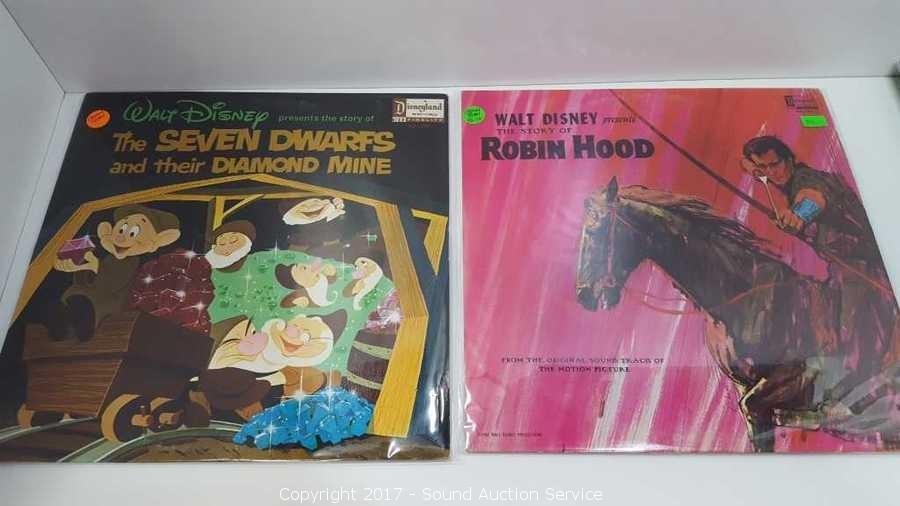 WALT DISNEY presents the story of
The SEVEN DWARFS
and their DIAMOND MINE
Disneyland
WALT DISNEY presents
THE STORY OF
ROBIN HOOD
FROM THE ORIGINAL SOUND TRACK OF
THE MOTION PICTURE
Copyright 2017 - Sound Auction Service